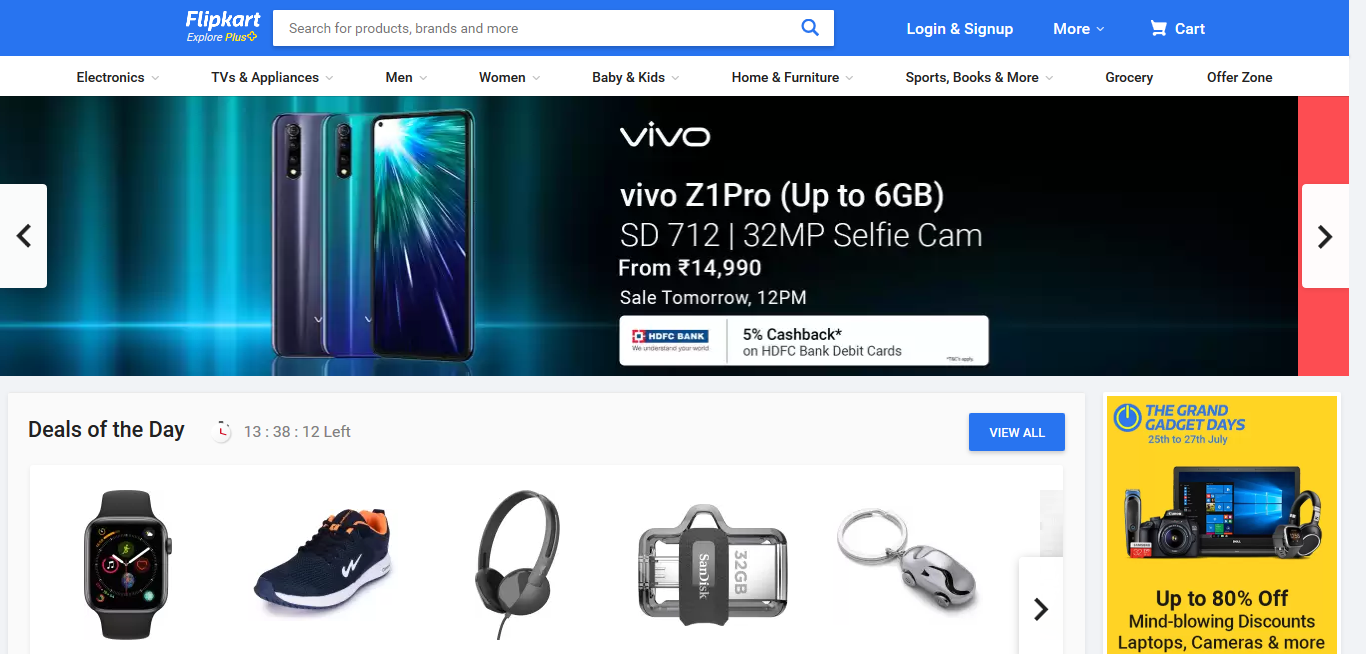 Flipkart
Explore Plus
Search for products, brands and more
Login & Signup
More
Cart
Electronics
TVs & Appliances
Men
Women
Baby & Kids
Home & Furniture
Sports, Books & More
Grocery
Offer Zone
vivo
vivo Z1Pro (Up to 6GB)
SD 712 | 32MP Selfie Cam
From ₹14,990
Sale Tomorrow, 12PM
HDFC BANK
We understand your world
5% Cashback*
on HDFC Bank Debit Cards
*T&C's apply
Deals of the Day
13 : 38 : 12 Left
VIEW ALL
SanDisk
32GB
THE GRAND
GADGET DAYS
25th to 27th July
Canon
DELL
Up to 80% Off
Mind-blowing Discounts
Laptops, Cameras & more